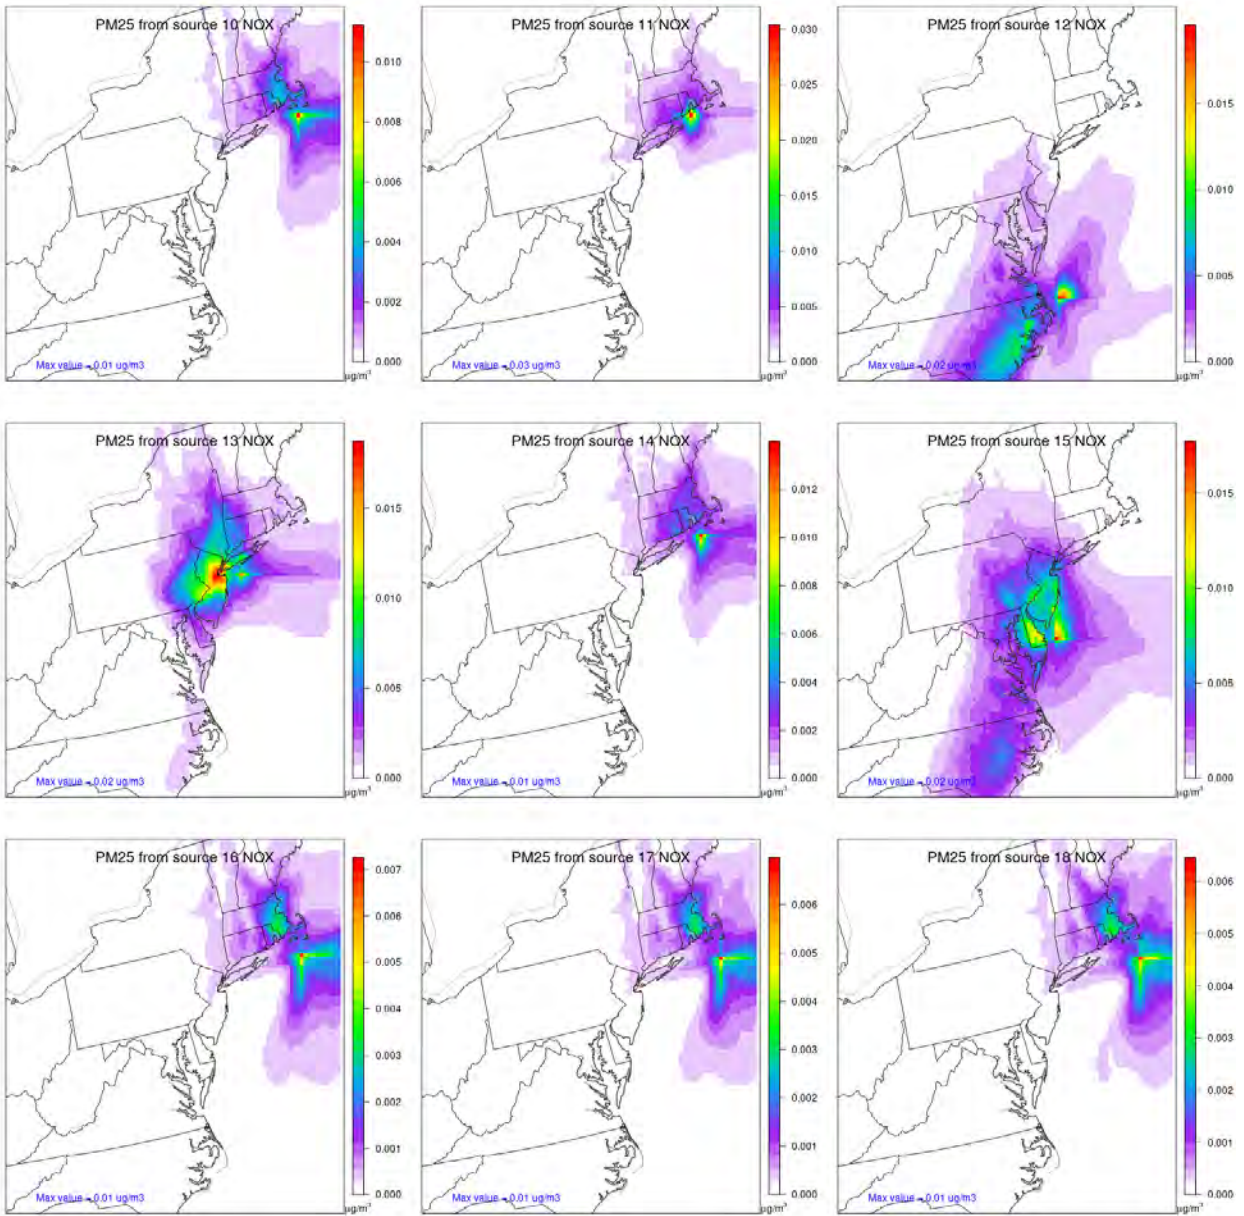 PM25 from source 10 NOX
0.010
0.008
0.006
0.004
0.002
0.000
Max value = 0.01 ug/m3
µg/m³
PM25 from source 11 NOX
0.030
0.025
0.020
0.015
0.010
0.005
0.000
Max value = 0.03 ug/m3
µg/m³
PM25 from source 12 NOX
0.015
0.010
0.005
0.000
Max value = 0.02 ug/m3
µg/m³
PM25 from source 13 NOX
0.015
0.010
0.005
0.000
Max value = 0.02 ug/m3
µg/m³
PM25 from source 14 NOX
0.012
0.010
0.008
0.006
0.004
0.002
0.000
Max value = 0.01 ug/m3
µg/m³
PM25 from source 15 NOX
0.015
0.010
0.005
0.000
Max value = 0.02 ug/m3
µg/m³
PM25 from source 16 NOX
0.007
0.006
0.005
0.004
0.003
0.002
0.001
0.000
Max value = 0.01 ug/m3
µg/m³
PM25 from source 17 NOX
0.006
0.005
0.004
0.003
0.002
0.001
0.000
Max value = 0.01 ug/m3
µg/m³
PM25 from source 18 NOX
0.006
0.005
0.004
0.003
0.002
0.001
0.000
Max value = 0.01 ug/m3
µg/m³